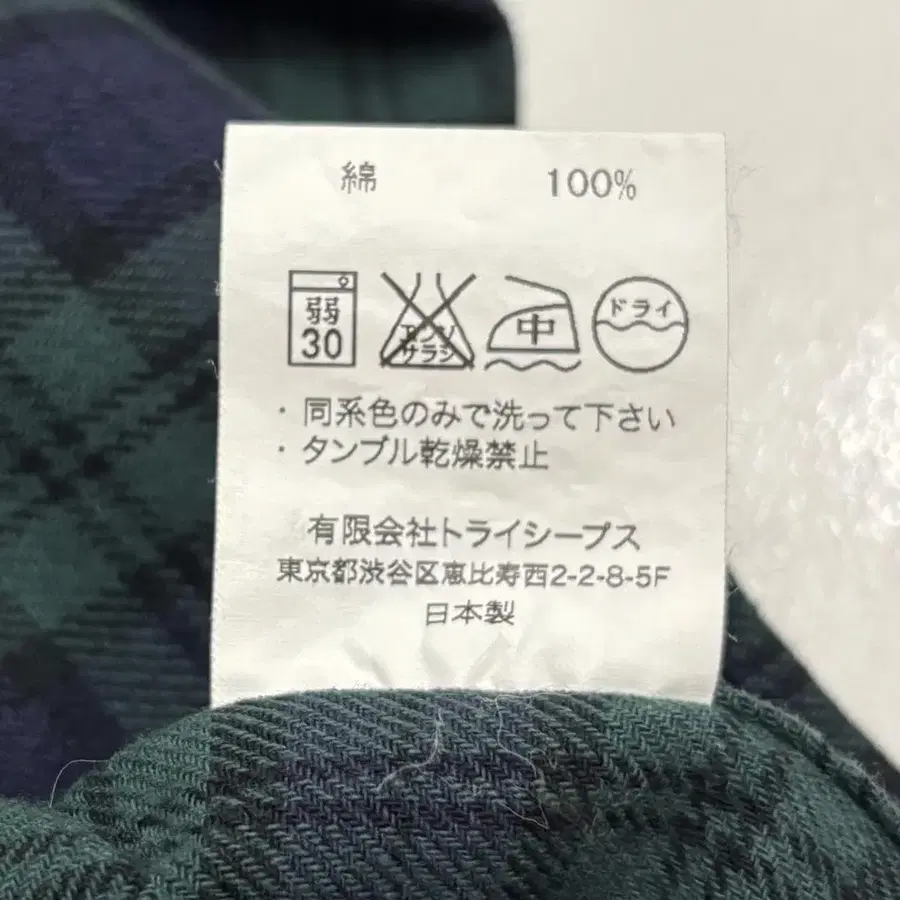 綿 100%
弱 30 エンソ サラシ 中 ドライ
・同系色のみで洗って下さい
・タンブル乾燥禁止
有限会社トライシープス
東京都渋谷区恵比寿西2-2-8-5F
日本製